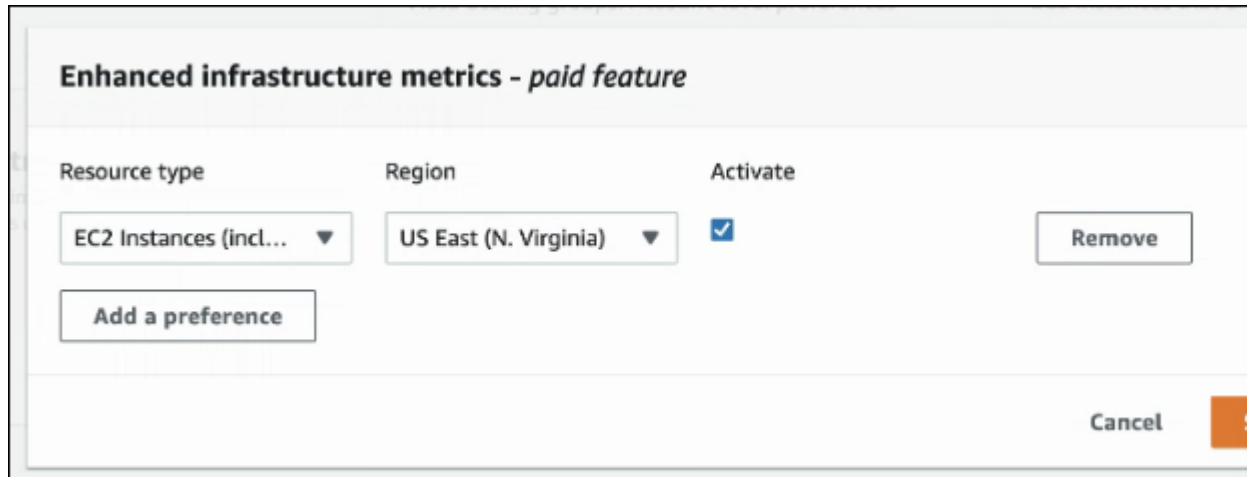 Enhanced infrastructure metrics - paid feature
Resource type Region Activate
EC2 Instances (incl... US East (N. Virginia) Remove
Add a preference
Cancel